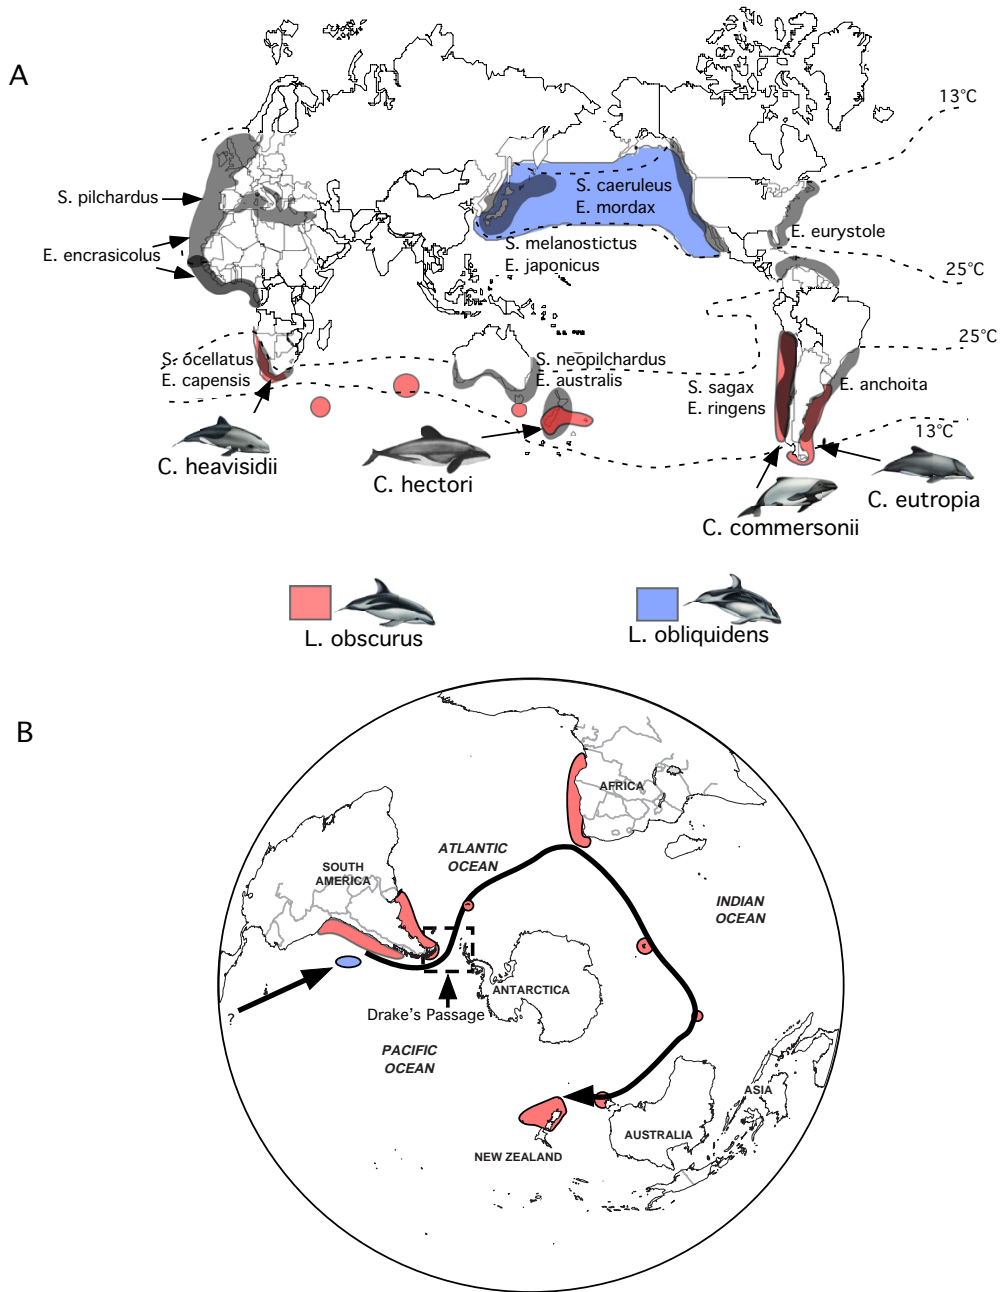 A
13°C
S. pilchardus
S. caeruleus
E. mordax
E. eurystole
E. encrasicolus
S. melanostictus
E. japonicus
25°C
25°C
S. ocellatus
E. capensis
S. neopilchardus
E. australis
S. sagax
E. ringens
E. anchoita
13°C
C. heavisidii
C. hectori
C. eutropia
C. commersonii
L. obscurus
L. obliquidens
B
AFRICA
ATLANTIC
OCEAN
SOUTH
AMERICA
INDIAN
OCEAN
ANTARCTICA
?
Drake's Passage
PACIFIC
OCEAN
ASIA
AUSTRALIA
NEW ZEALAND